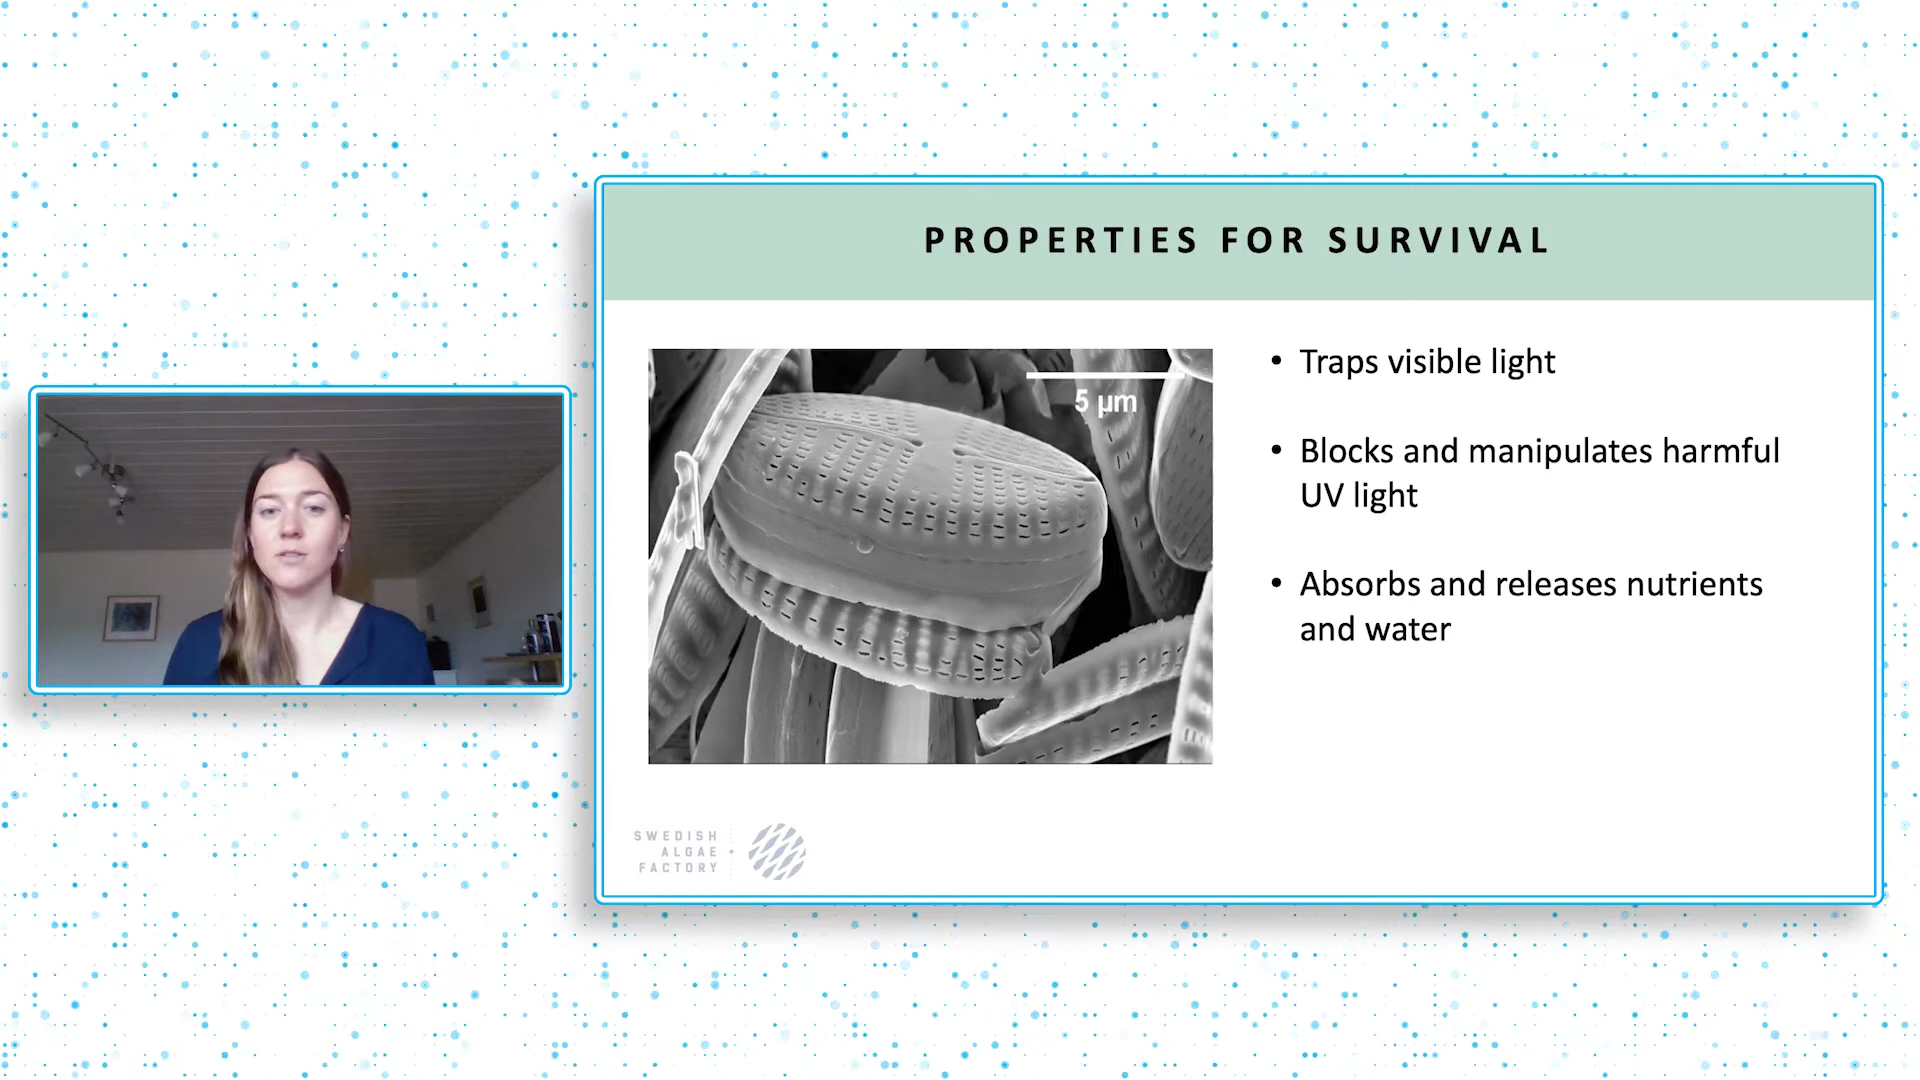 PROPERTIES FOR SURVIVAL
5 µm
• Traps visible light
• Blocks and manipulates harmful
UV light
• Absorbs and releases nutrients
and water
SWEDISH
ALGAE
FACTORY